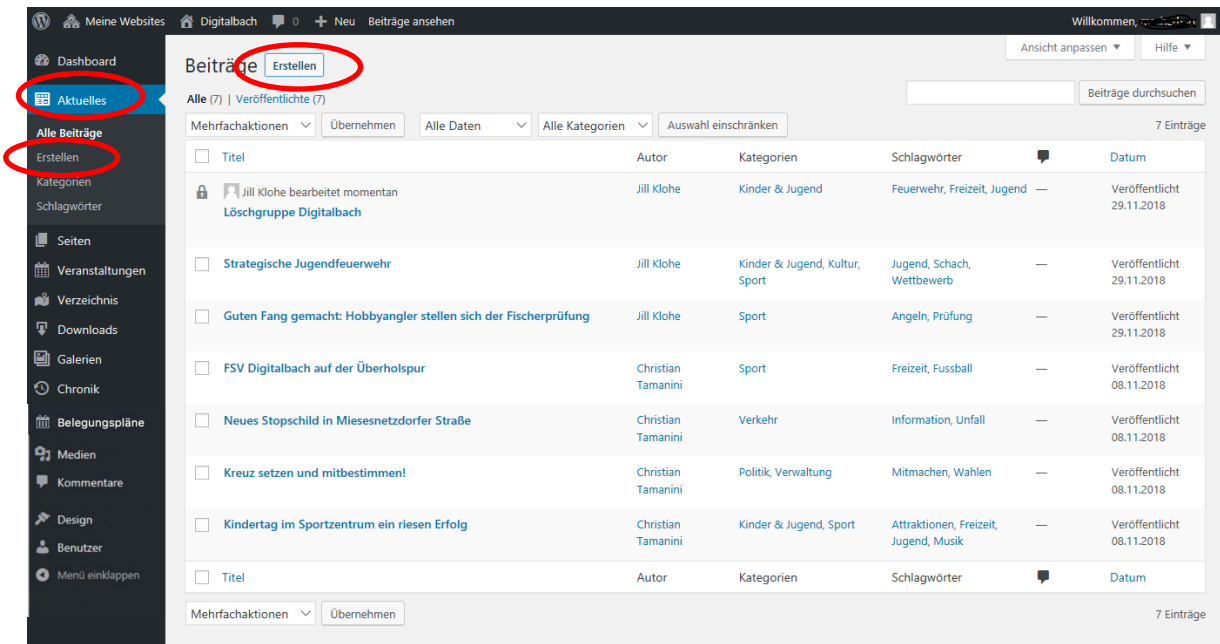 Meine Websites Digitalbach 0 Neu Beiträge ansehen Willkommen,
Dashboard
Aktuelles
Alle Beiträge
Erstellen
Kategorien
Schlagwörter
Seiten
Veranstaltungen
Verzeichnis
Downloads
Galerien
Chronik
Belegungspläne
Medien
Kommentare
Design
Benutzer
Menü einklappen
Ansicht anpassen Hilfe
Beiträge Erstellen
Alle (7) | Veröffentlichte (7)
Beiträge durchsuchen
Mehrfachaktionen Übernehmen Alle Daten Alle Kategorien Auswahl einschränken 7 Einträge
Titel Autor Kategorien Schlagwörter Datum
Jill Klohe bearbeitet momentan
Löschgruppe Digitalbach
Jill Klohe
Kinder & Jugend
Feuerwehr, Freizeit, Jugend
—
Veröffentlicht
29.11.2018
Strategische Jugendfeuerwehr
Jill Klohe
Kinder & Jugend, Kultur,
Sport
Jugend, Schach,
Wettbewerb
—
Veröffentlicht
29.11.2018
Guten Fang gemacht: Hobbyangler stellen sich der Fischerprüfung
Jill Klohe
Sport
Angeln, Prüfung
—
Veröffentlicht
29.11.2018
FSV Digitalbach auf der Überholspur
Christian
Tamanini
Sport
Freizeit, Fussball
—
Veröffentlicht
08.11.2018
Neues Stopschild in Miesesnetzdorfer Straße
Christian
Tamanini
Verkehr
Information, Unfall
—
Veröffentlicht
08.11.2018
Kreuz setzen und mitbestimmen!
Christian
Tamanini
Politik, Verwaltung
Mitmachen, Wahlen
—
Veröffentlicht
08.11.2018
Kindertag im Sportzentrum ein riesen Erfolg
Christian
Tamanini
Kinder & Jugend, Sport
Attraktionen, Freizeit,
Jugend, Musik
—
Veröffentlicht
08.11.2018
Titel Autor Kategorien Schlagwörter Datum
Mehrfachaktionen Übernehmen 7 Einträge